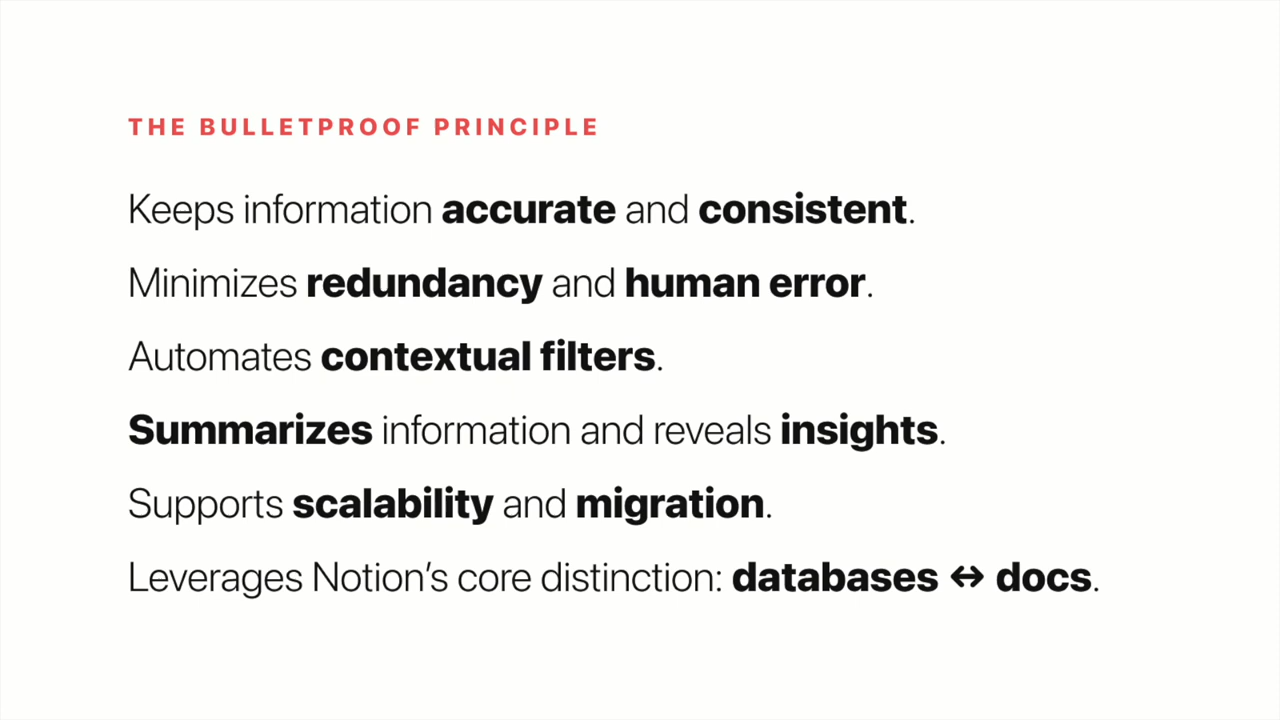 THE BULLETPROOF PRINCIPLE
Keeps information accurate and consistent.
Minimizes redundancy and human error.
Automates contextual filters.
Summarizes information and reveals insights.
Supports scalability and migration.
Leverages Notion’s core distinction: databases ↔ docs.